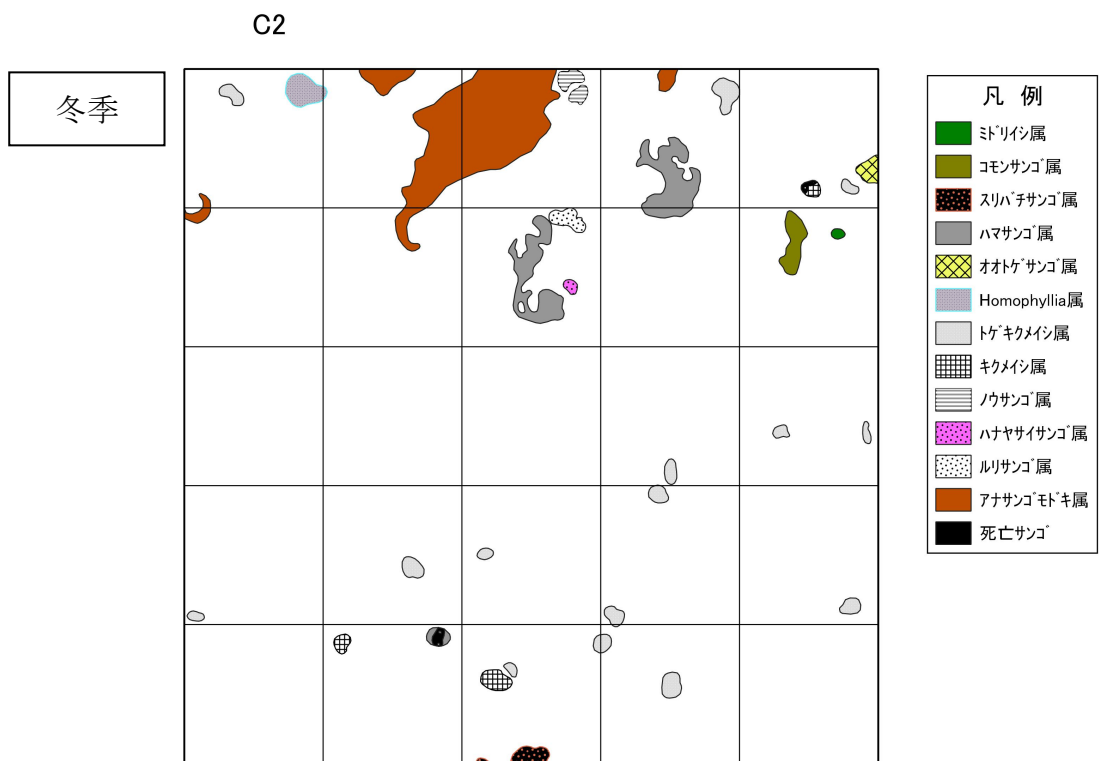 C2
冬季
凡 例
ﾐﾄﾞﾘｲｼ属
ｺﾓﾝｻﾝｺﾞ属
ｽﾘﾊﾞﾁｻﾝｺﾞ属
ﾊﾏｻﾝｺﾞ属
ｵｵﾄｹﾞｻﾝｺﾞ属
Homophyllia属
ﾄｹﾞｷｸﾒｲｼ属
ｷｸﾒｲｼ属
ﾉｳｻﾝｺﾞ属
ﾊﾅﾔｻｲｻﾝｺﾞ属
ﾙﾘｻﾝｺﾞ属
ｱﾅｻﾝｺﾞﾓﾄﾞｷ属
死亡ｻﾝｺﾞ